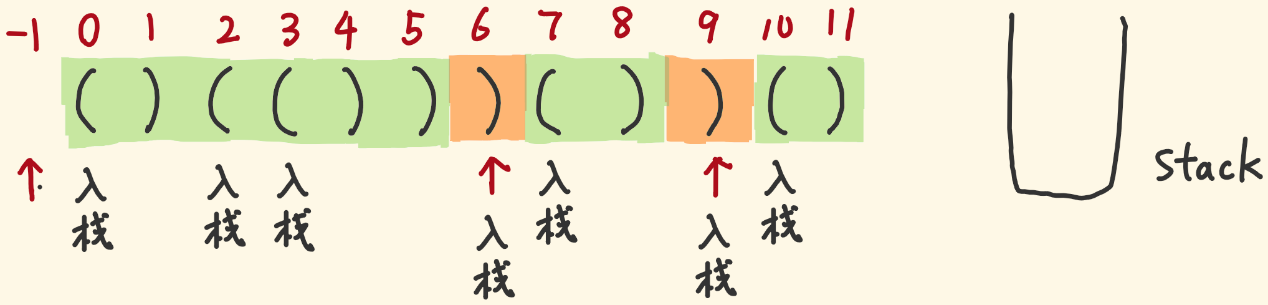 -1 0 1 2 3 4 5 6 7 8 9 10 11
( ) ( ( ) ) ) ( ) ) ( )
↑ 入栈 入栈 入栈 ↑ 入栈 入栈 ↑ 入栈 入栈
stack